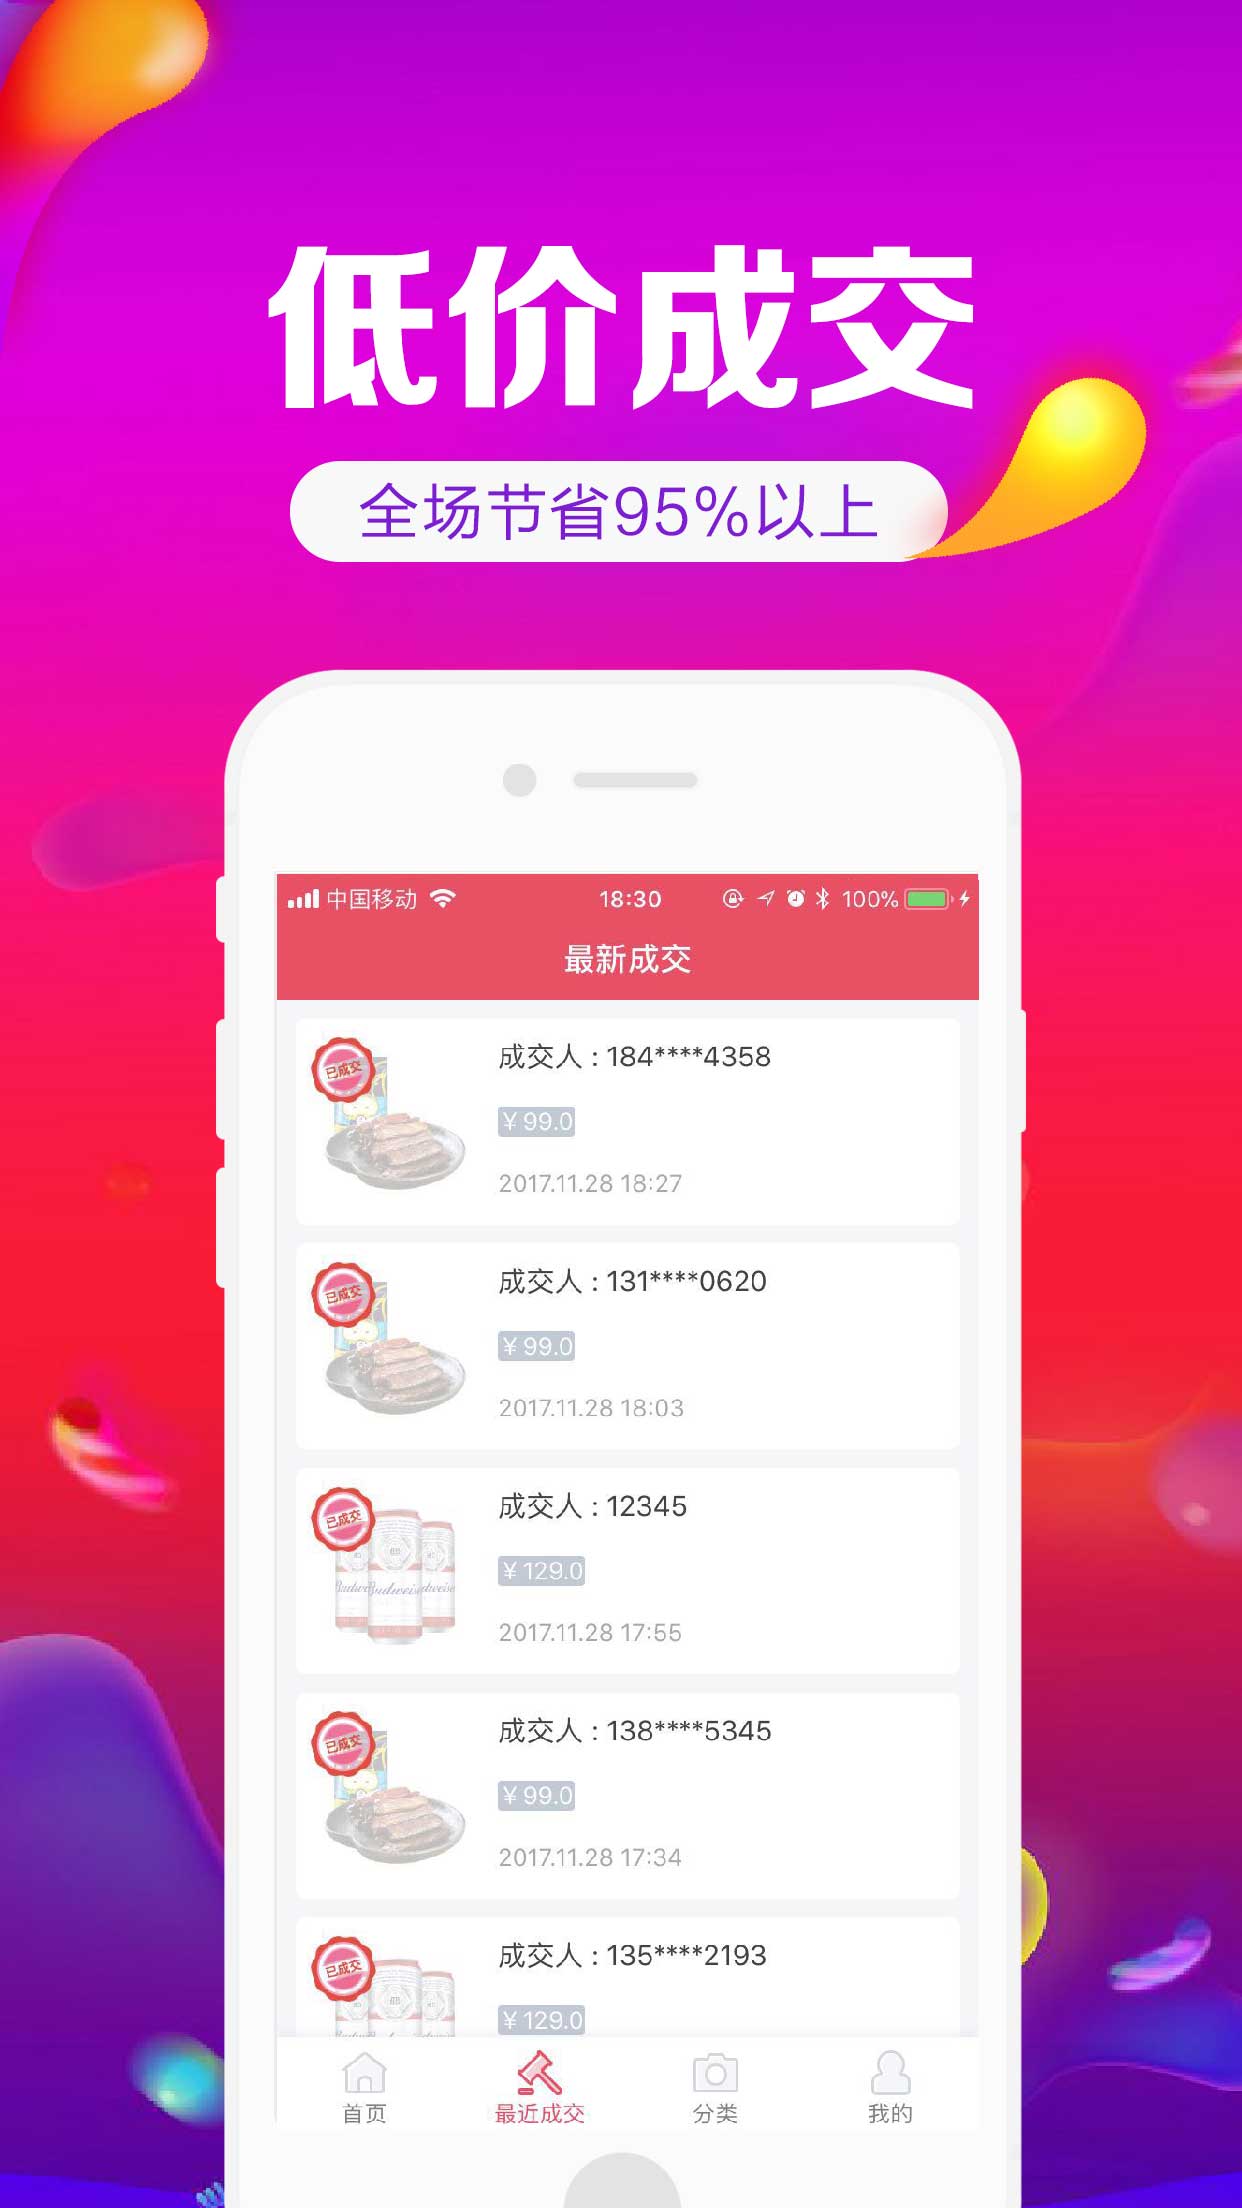 低价成交
全场节省95%以上
中国移动 18:30 100%
最新成交
已成交
成交人 : 184****4358
¥ 99.0
2017.11.28 18:27
已成交
成交人 : 131****0620
¥ 99.0
2017.11.28 18:03
已成交
Budweiser
成交人 : 12345
¥ 129.0
2017.11.28 17:55
已成交
成交人 : 138****5345
¥ 99.0
2017.11.28 17:34
已成交
成交人 : 135****2193
¥ 129.0
首页 最近成交 分类 我的